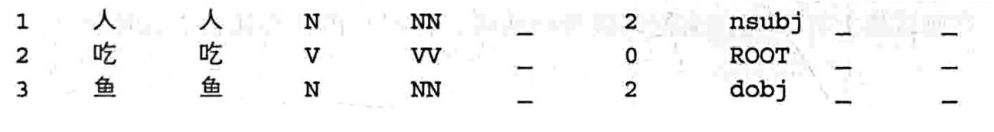 1 人 人 N NN _ 2 nsubj _ _
2 吃 吃 V VV _ 0 ROOT _ _
3 鱼 鱼 N NN _ 2 dobj _ _